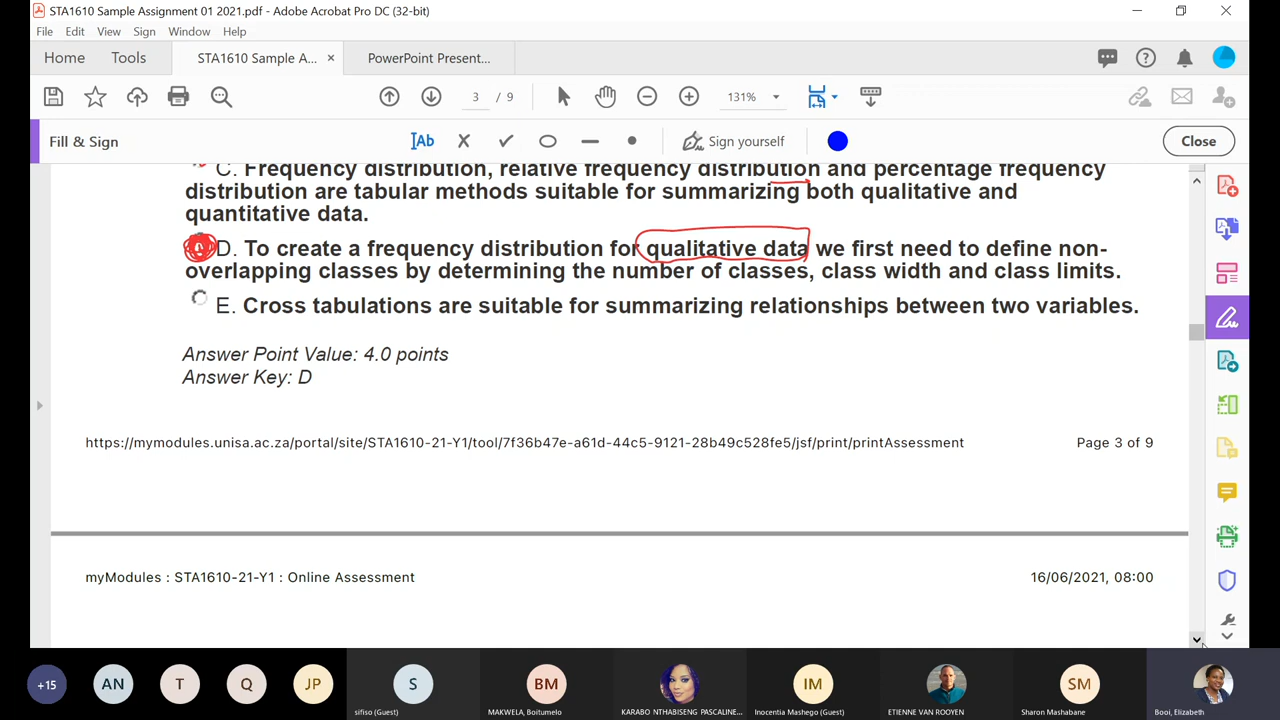 STA1610 Sample Assignment 01 2021.pdf - Adobe Acrobat Pro DC (32-bit)
File Edit View Sign Window Help
Home Tools STA1610 Sample A... × PowerPoint Present...
3 / 9 131%
Fill & Sign Ab Sign yourself Close
C. Frequency distribution, relative frequency distribution and percentage frequency
distribution are tabular methods suitable for summarizing both qualitative and
quantitative data.
D. To create a frequency distribution for qualitative data we first need to define non-
overlapping classes by determining the number of classes, class width and class limits.
E. Cross tabulations are suitable for summarizing relationships between two variables.
Answer Point Value: 4.0 points
Answer Key: D
https://mymodules.unisa.ac.za/portal/site/STA1610-21-Y1/tool/7f36b47e-a61d-44c5-9121-28b49c528fe5/jsf/print/printAssessment Page 3 of 9
myModules : STA1610-21-Y1 : Online Assessment 16/06/2021, 08:00
+15 AN T Q JP S BM IM SM
sifiso (Guest) MAKWELA, Boitumelo KARABO NTHABISENG PASCALINE... Inocentia Mashego (Guest) ETIENNE VAN ROOYEN Sharon Mashabane Booi, Elizabeth